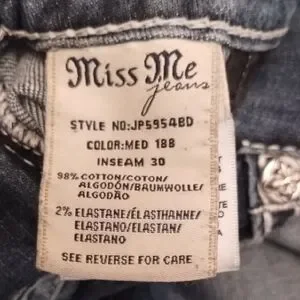 Miss Me
jeans
STYLE NO:JP5954BD
COLOR:MED 188
INSEAM 30
98% COTTON/COTON/
ALGODÓN/BAUMWOLLE/
ALGODÃO
2% ELASTANE/ÉLASTHANNE/
ELASTANO/ELASTAN/
ELASTANO
SEE REVERSE FOR CARE